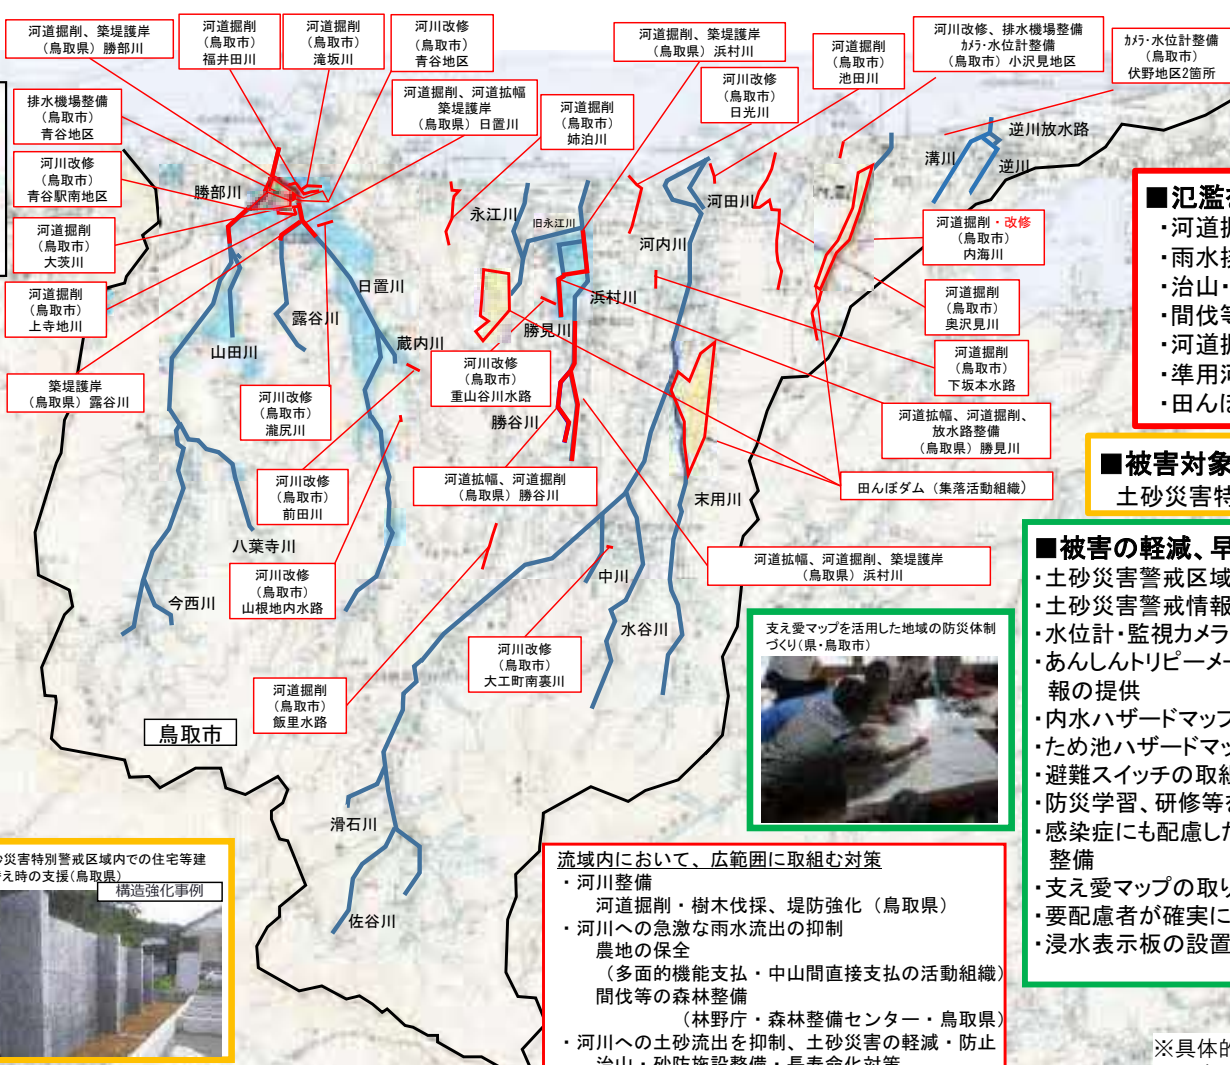 河道掘削、築堤護岸
（鳥取県）勝部川
河道掘削
（鳥取市）
福井田川
河道掘削
（鳥取市）
滝坂川
河川改修
（鳥取市）
青谷地区
河道掘削、築堤護岸
（鳥取県）浜村川
河道掘削
（鳥取市）
池田川
河川改修、排水機場整備
ｶﾒﾗ・水位計整備
（鳥取市）小沢見地区
ｶﾒﾗ・水位計整備
（鳥取市）
伏野地区2箇所
排水機場整備
（鳥取市）
青谷地区
河道掘削、河道拡幅
築堤護岸
（鳥取県）日置川
河道掘削
（鳥取市）
姉泊川
河川改修
（鳥取市）
日光川
河川改修
（鳥取市）
青谷駅南地区
河道掘削
（鳥取市）
大茨川
河道掘削
（鳥取市）
上寺地川
築堤護岸
（鳥取県）露谷川
勝部川
永江川
旧永江川
河内川
河田川
溝川
逆川放水路
逆川
河道掘削・改修
（鳥取市）
内海川
河道掘削
（鳥取市）
奥沢見川
河道掘削
（鳥取市）
下坂本水路
河道拡幅、河道掘削、
放水路整備
（鳥取県）勝見川
田んぼダム（集落活動組織）
日置川
露谷川
山田川
蔵内川
浜村川
勝見川
勝谷川
河川改修
（鳥取市）
重山谷川水路
河川改修
（鳥取市）
瀧尻川
河川改修
（鳥取市）
前田川
河道拡幅、河道掘削
（鳥取県）勝谷川
末用川
八葉寺川
河川改修
（鳥取市）
山根地内水路
今西川
中川
水谷川
河道拡幅、河道掘削、築堤護岸
（鳥取県）浜村川
河川改修
（鳥取市）
大工町南裏川
河道掘削
（鳥取市）
飯里水路
鳥取市
滑石川
佐谷川
支え愛マップを活用した地域の防災体制
づくり(県・鳥取市)
災害特別警戒区域内での住宅等建
え時の支援(鳥取県)
構造強化事例
流域内において、広範囲に取組む対策
・河川整備
河道掘削・樹木伐採、堤防強化（鳥取県）
・河川への急激な雨水流出の抑制
農地の保全
（多面的機能支払・中山間直接支払の活動組織）
間伐等の森林整備
（林野庁・森林整備センター・鳥取県）
・河川への土砂流出を抑制、土砂災害の軽減・防止
治山・砂防施設整備・長寿命化対策
■氾濫
・河道掘
・雨水
・治山・
・間伐等
・河道掘
・準用河
・田んぼ
■被害対象
土砂災害特
■被害の軽減、早
・土砂災害警戒区域
・土砂災害警戒情報
・水位計・監視カメラ
・あんしんトリピーメー
報の提供
・内水ハザードマップ
・ため池ハザードマッ
・避難スイッチの取組
・防災学習、研修等
・感染症にも配慮した
整備
・支え愛マップの取り
・要配慮者が確実に
・浸水表示板の設置
※具体的